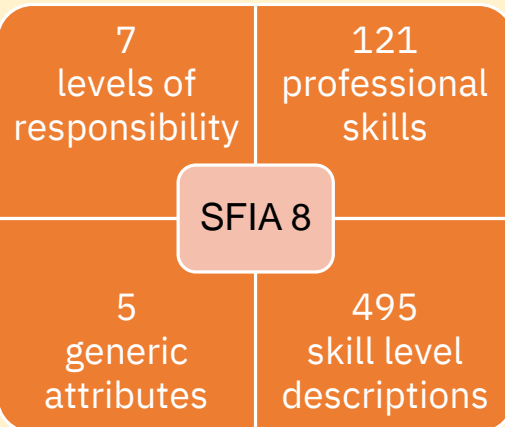 7
levels of
responsibility
121
professional
skills
SFIA 8
5
generic
attributes
495
skill level
descriptions